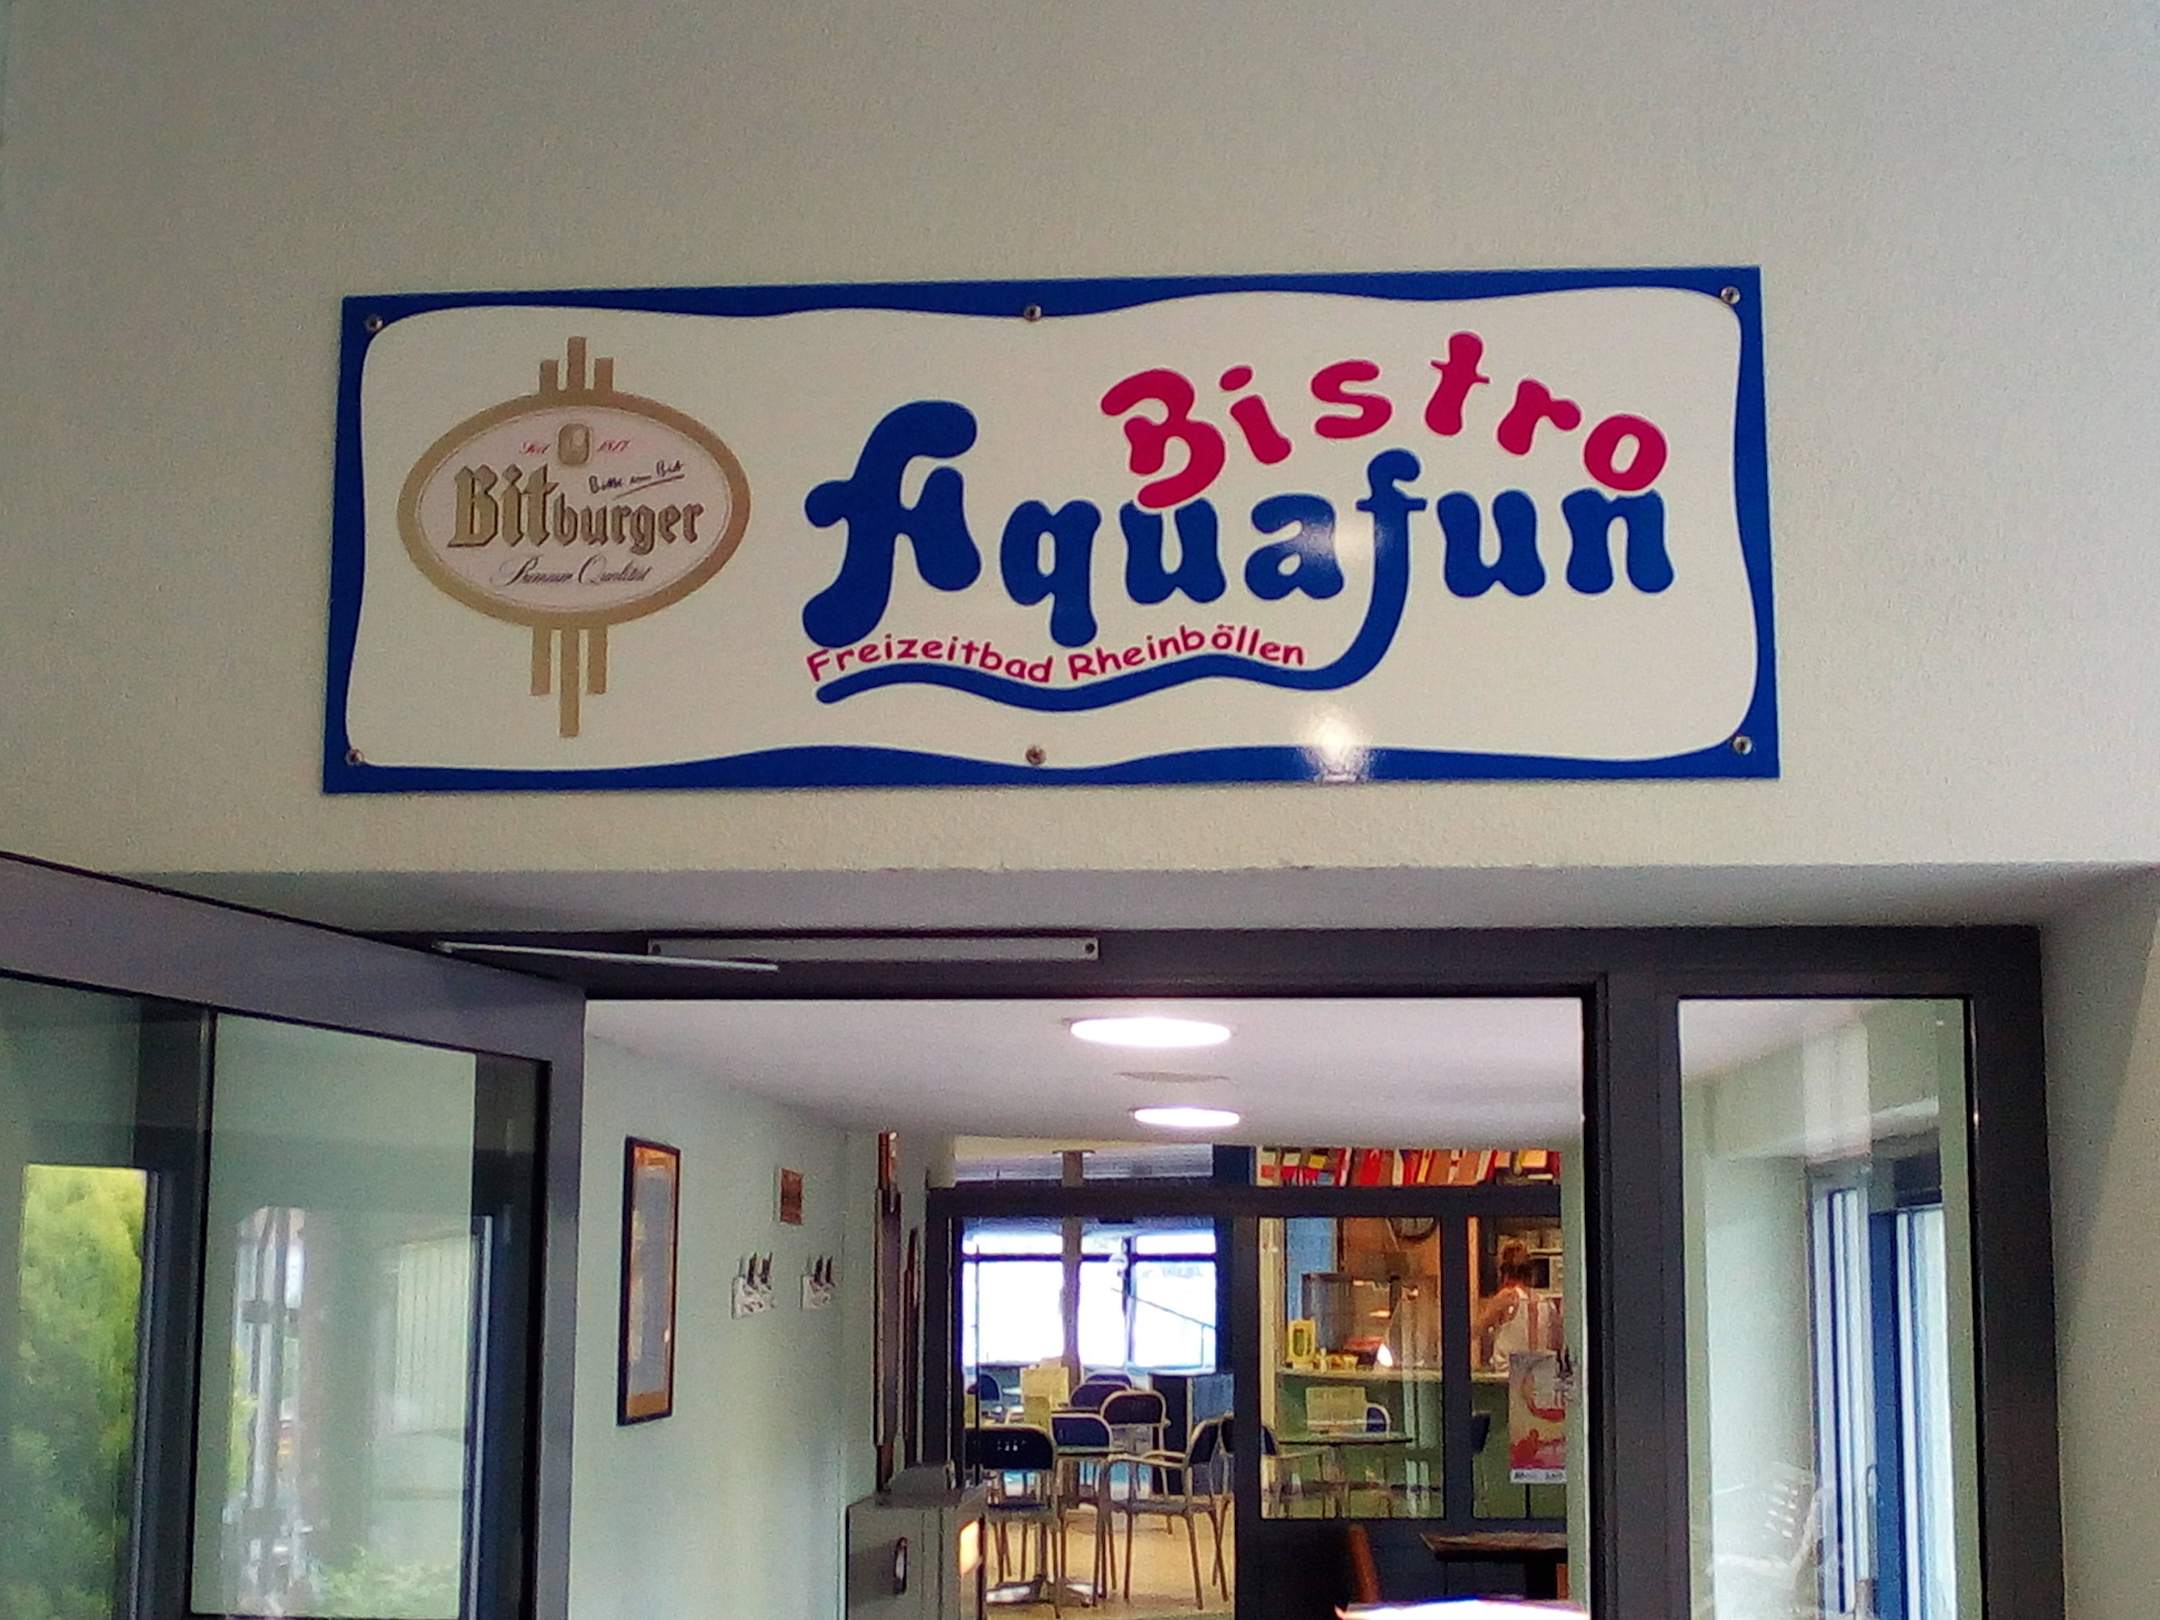 Seit 1817
Bitte ein Bit
Bitburger
Premium Qualität
Bistro
Aquafun
Freizeitbad Rheinböllen